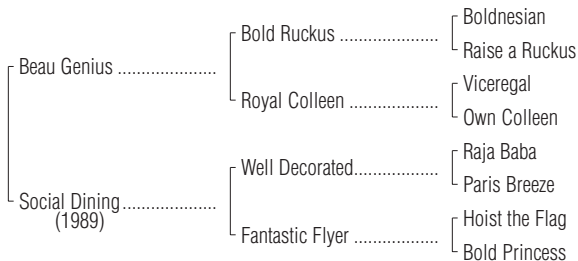 Boldnesian
Bold Ruckus .....................
Raise a Ruckus
Beau Genius .....................
Viceregal
Royal Colleen ...................
Own Colleen
Raja Baba
Well Decorated..................
Paris Breeze
Social Dining....................
(1989)
Hoist the Flag
Fantastic Flyer ..................
Bold Princess